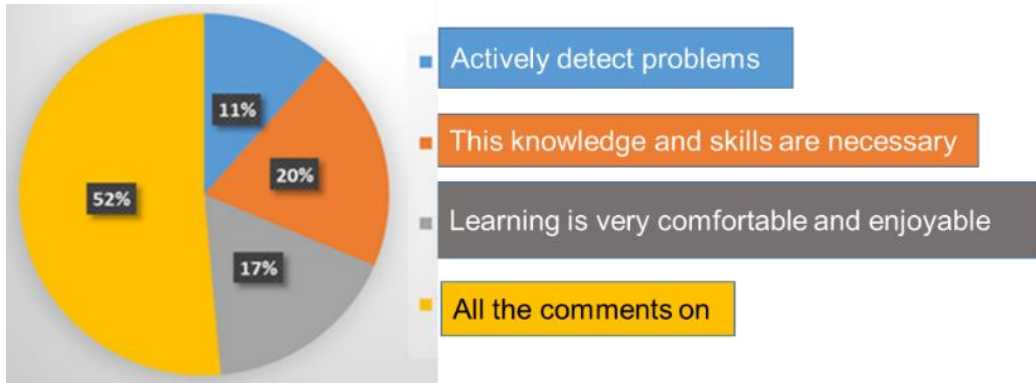 11%
20%
17%
52%
Actively detect problems
This knowledge and skills are necessary
Learning is very comfortable and enjoyable
All the comments on